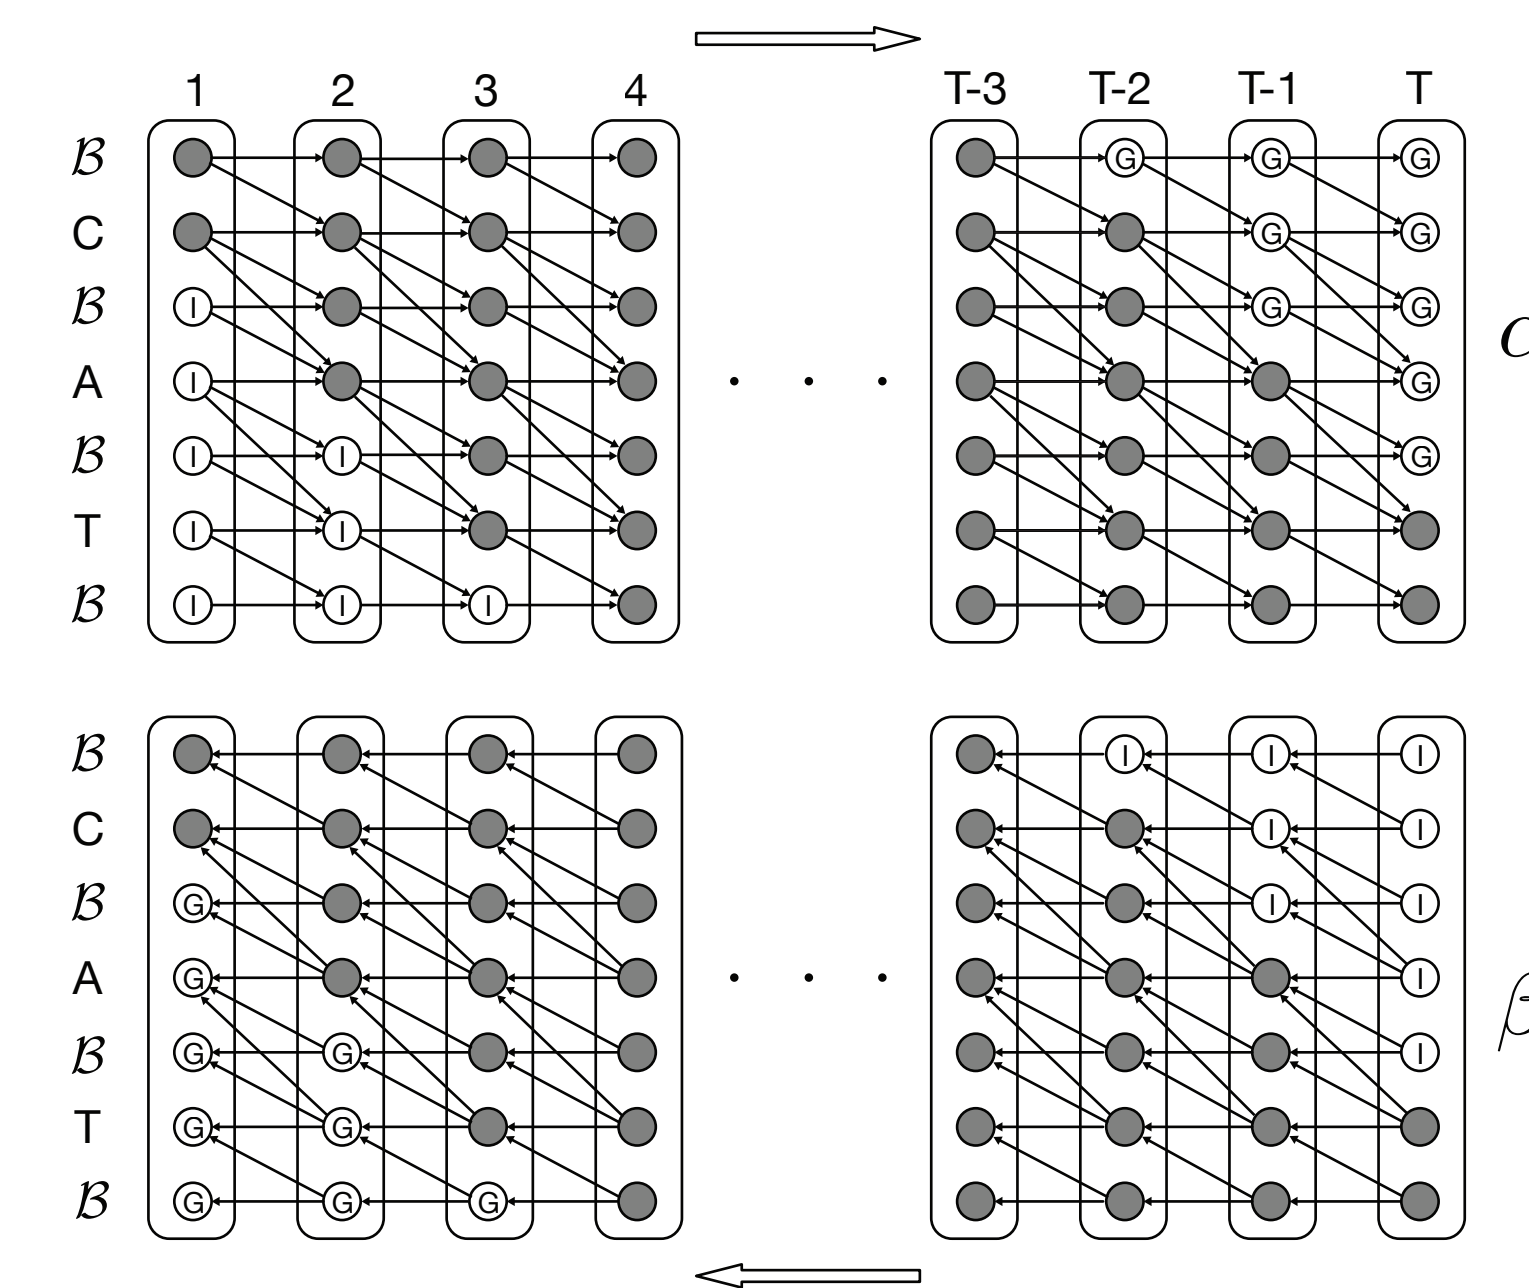 1 2 3 4 T-3 T-2 T-1 T
ℬ G G G
C G G
ℬ I G G
A I G
ℬ I I G
T I I
ℬ I I I
ℬ I I I
C I I
ℬ G I I
A G I
ℬ G G I
T G G
ℬ G G G